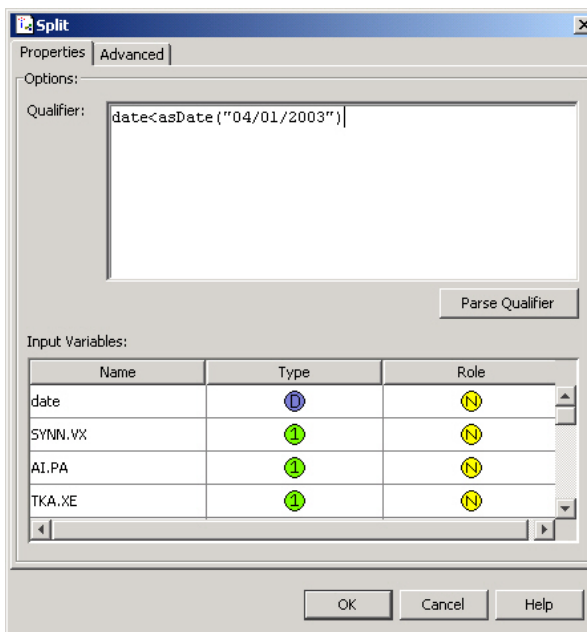 Split
Properties Advanced
Options:
Qualifier:
date<asDate("04/01/2003")
Parse Qualifier
Input Variables:
Name Type Role
date D N
SYNN.VX 1 N
AI.PA 1 N
TKA.XE 1 N
OK Cancel Help